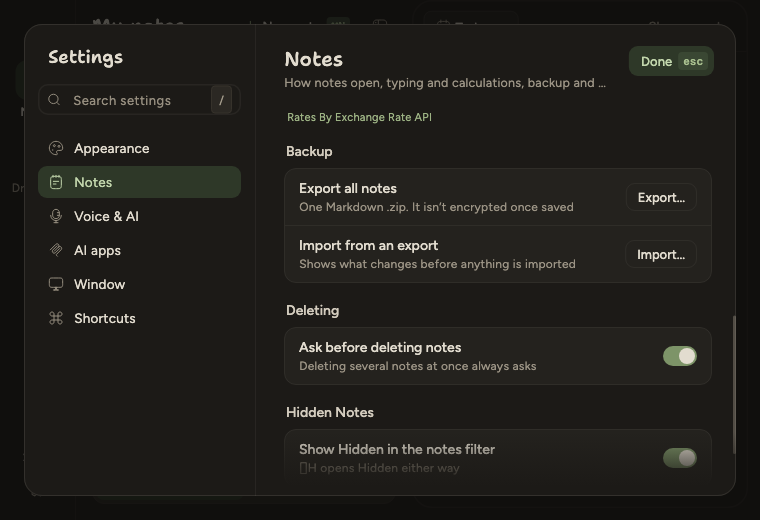 Settings
Search settings /
Appearance
Notes
Voice & AI
AI apps
Window
Shortcuts
Notes
How notes open, typing and calculations, backup and ...
Done esc
Rates By Exchange Rate API
Backup
Export all notes
One Markdown .zip. It isn't encrypted once saved
Export...
Import from an export
Shows what changes before anything is imported
Import...
Deleting
Ask before deleting notes
Deleting several notes at once always asks
Hidden Notes
Show Hidden in the notes filter
H opens Hidden either way